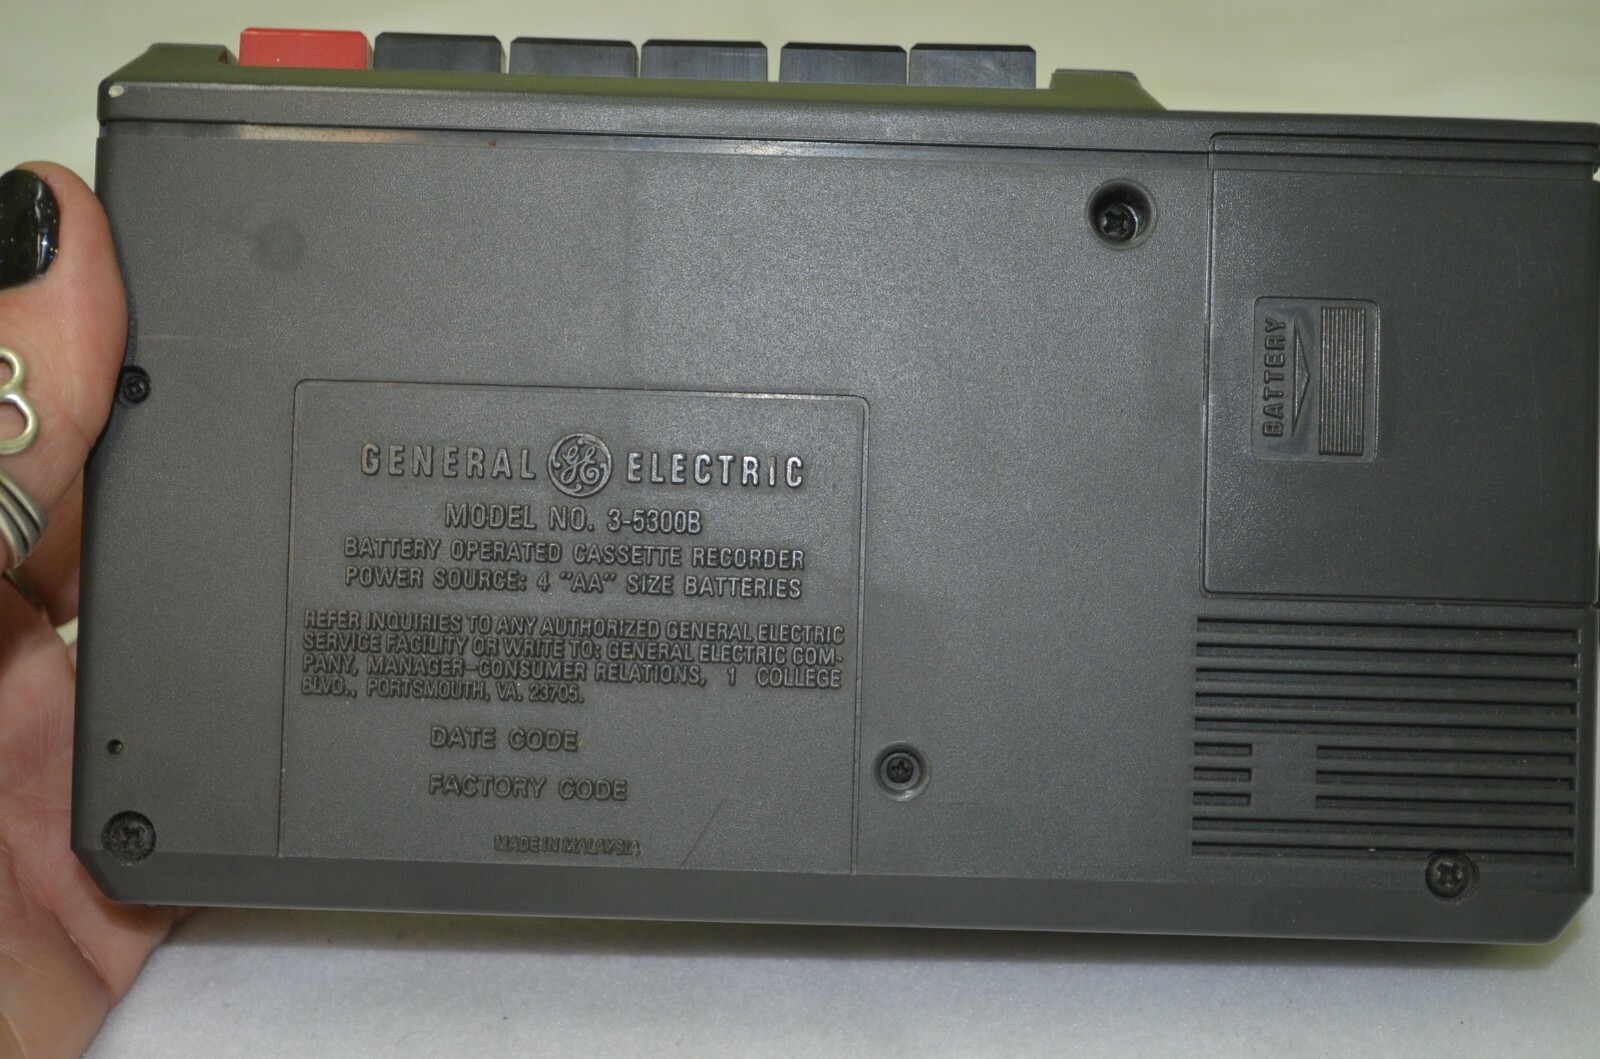 GENERAL GE ELECTRIC
MODEL NO. 3-5300B
BATTERY OPERATED CASSETTE RECORDER
POWER SOURCE: 4 "AA" SIZE BATTERIES
REFER INQUIRIES TO ANY AUTHORIZED GENERAL ELECTRIC
SERVICE FACILITY OR WRITE TO: GENERAL ELECTRIC COM-
PANY, MANAGER-CONSUMER RELATIONS, 1 COLLEGE
BLVD., PORTSMOUTH, VA. 23705.
DATE CODE
FACTORY CODE
MADE IN MALAYSIA
BATTERY